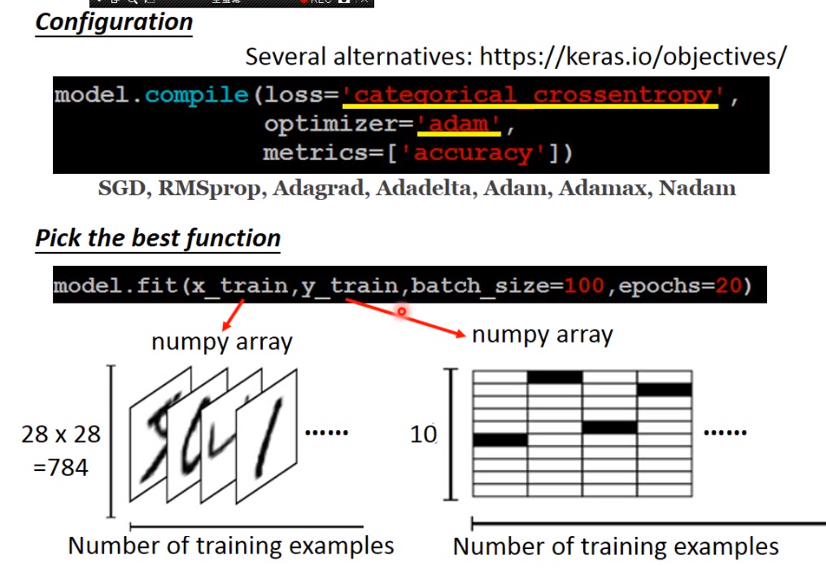 Configuration
Several alternatives: https://keras.io/objectives/
model.compile(loss='categorical_crossentropy',
optimizer='adam',
metrics=['accuracy'])
SGD, RMSprop, Adagrad, Adadelta, Adam, Adamax, Nadam
Pick the best function
model.fit(x_train,y_train,batch_size=100,epochs=20)
numpy array
numpy array
28 x 28
=784
......
10
......
Number of training examples
Number of training examples